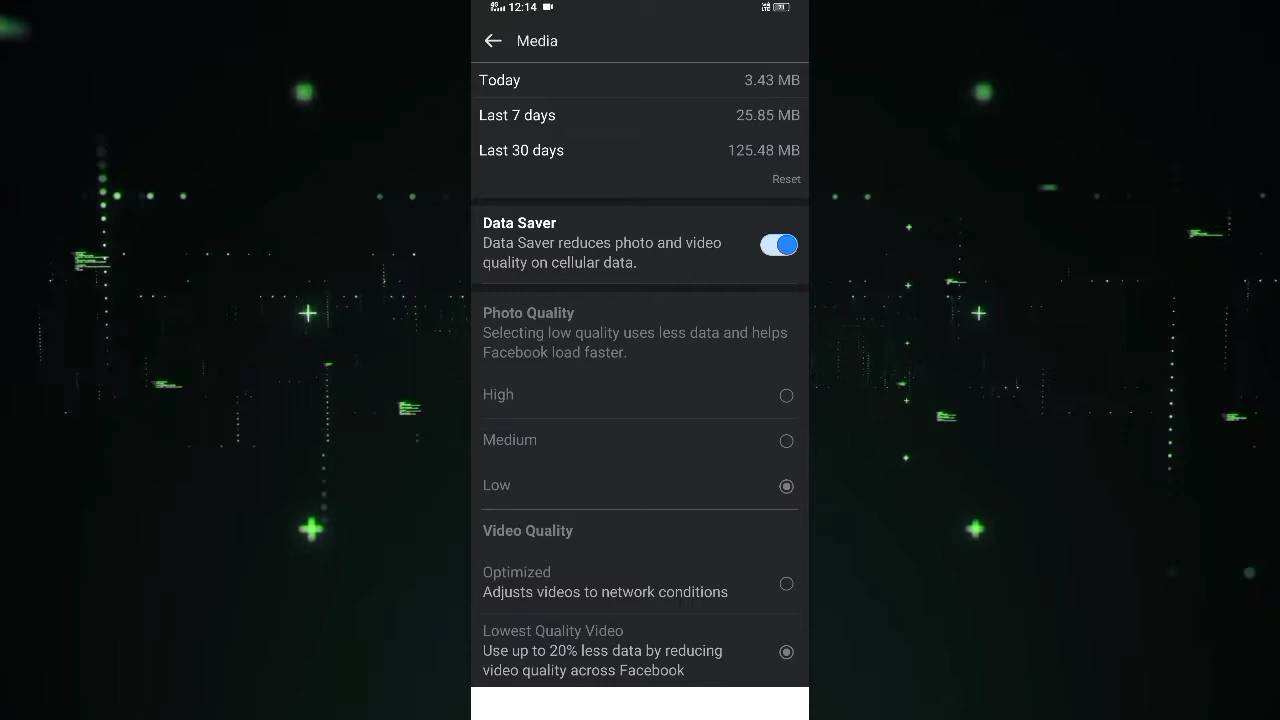 12:14
Media
Today 3.43 MB
Last 7 days 25.85 MB
Last 30 days 125.48 MB
Reset
Data Saver
Data Saver reduces photo and video
quality on cellular data.
Photo Quality
Selecting low quality uses less data and helps
Facebook load faster.
High
Medium
Low
Video Quality
Optimized
Adjusts videos to network conditions
Lowest Quality Video
Use up to 20% less data by reducing
video quality across Facebook